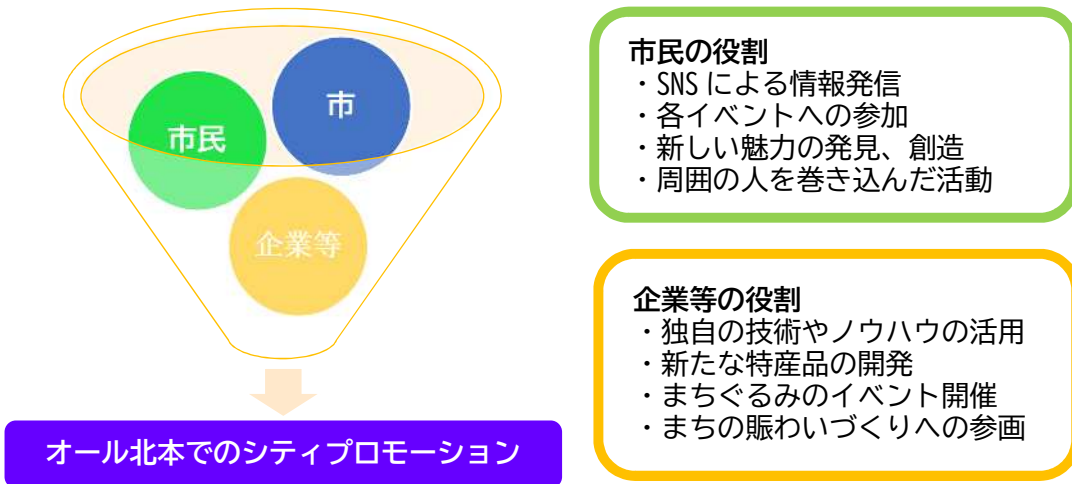 市
市民
企業等
オール北本でのシティプロモーション
市民の役割
・SNS による情報発信
・各イベントへの参加
・新しい魅力の発見、創造
・周囲の人を巻き込んだ活動
企業等の役割
・独自の技術やノウハウの活用
・新たな特産品の開発
・まちぐるみのイベント開催
・まちの賑わいづくりへの参画